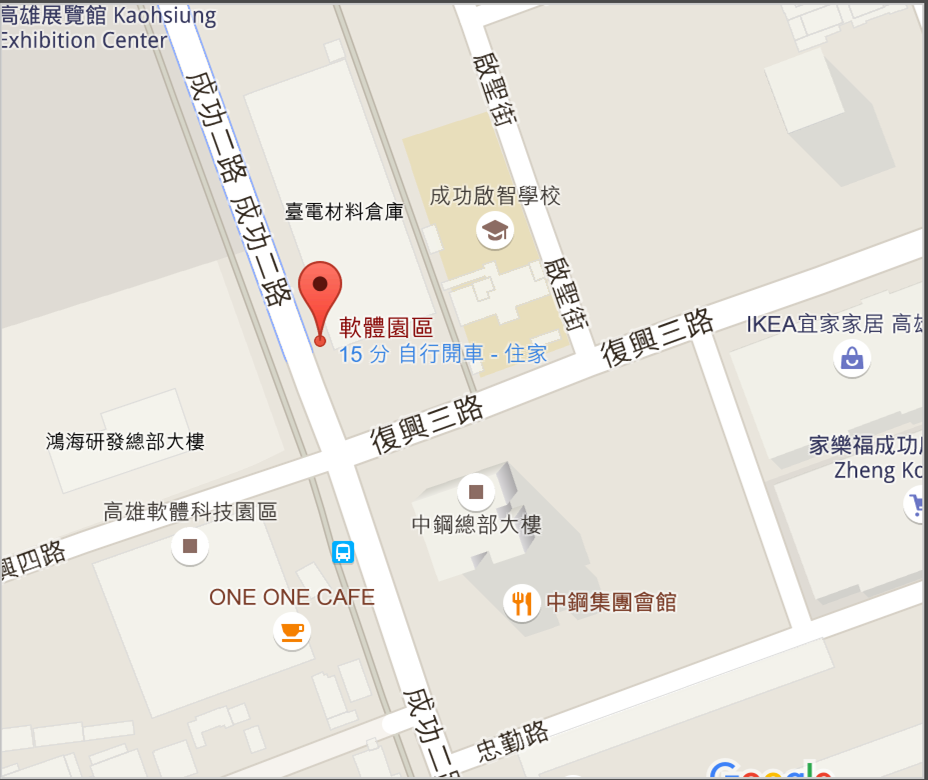 高雄展覽館 Kaohsiung
Exhibition Center
成功二路
成功二路
啟聖街
成功啟智學校
臺電材料倉庫
啟聖街
軟體園區
15 分 自行開車 - 住家
復興三路
IKEA宜家家居 高雄
復興三路
鴻海研發總部大樓
家樂福成功
Zheng
高雄軟體科技園區
中鋼總部大樓
興四路
ONE ONE CAFE
中鋼集團會館
成功二
忠勤路
Google